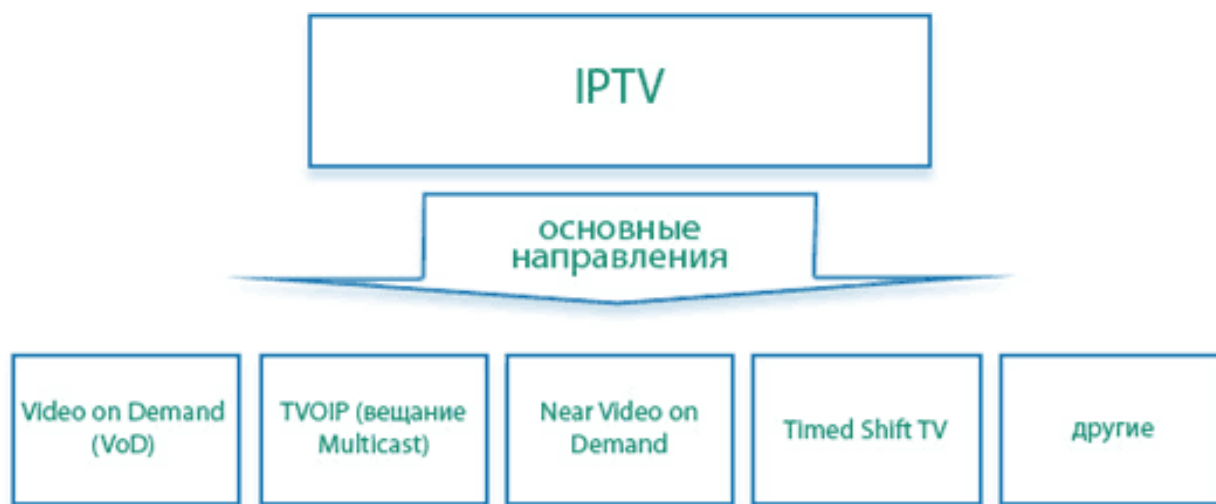 IPTV
основные
направления
Video on Demand
(VoD)
TVOIP (вещание
Multicast)
Near Video on
Demand
Timed Shift TV
другие